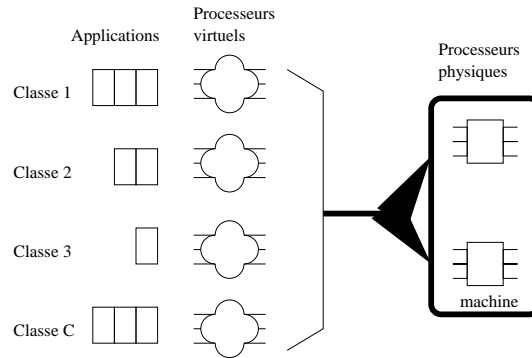 Applications
Processeurs
virtuels
Processeurs
physiques
Classe 1
Classe 2
Classe 3
Classe C
machine